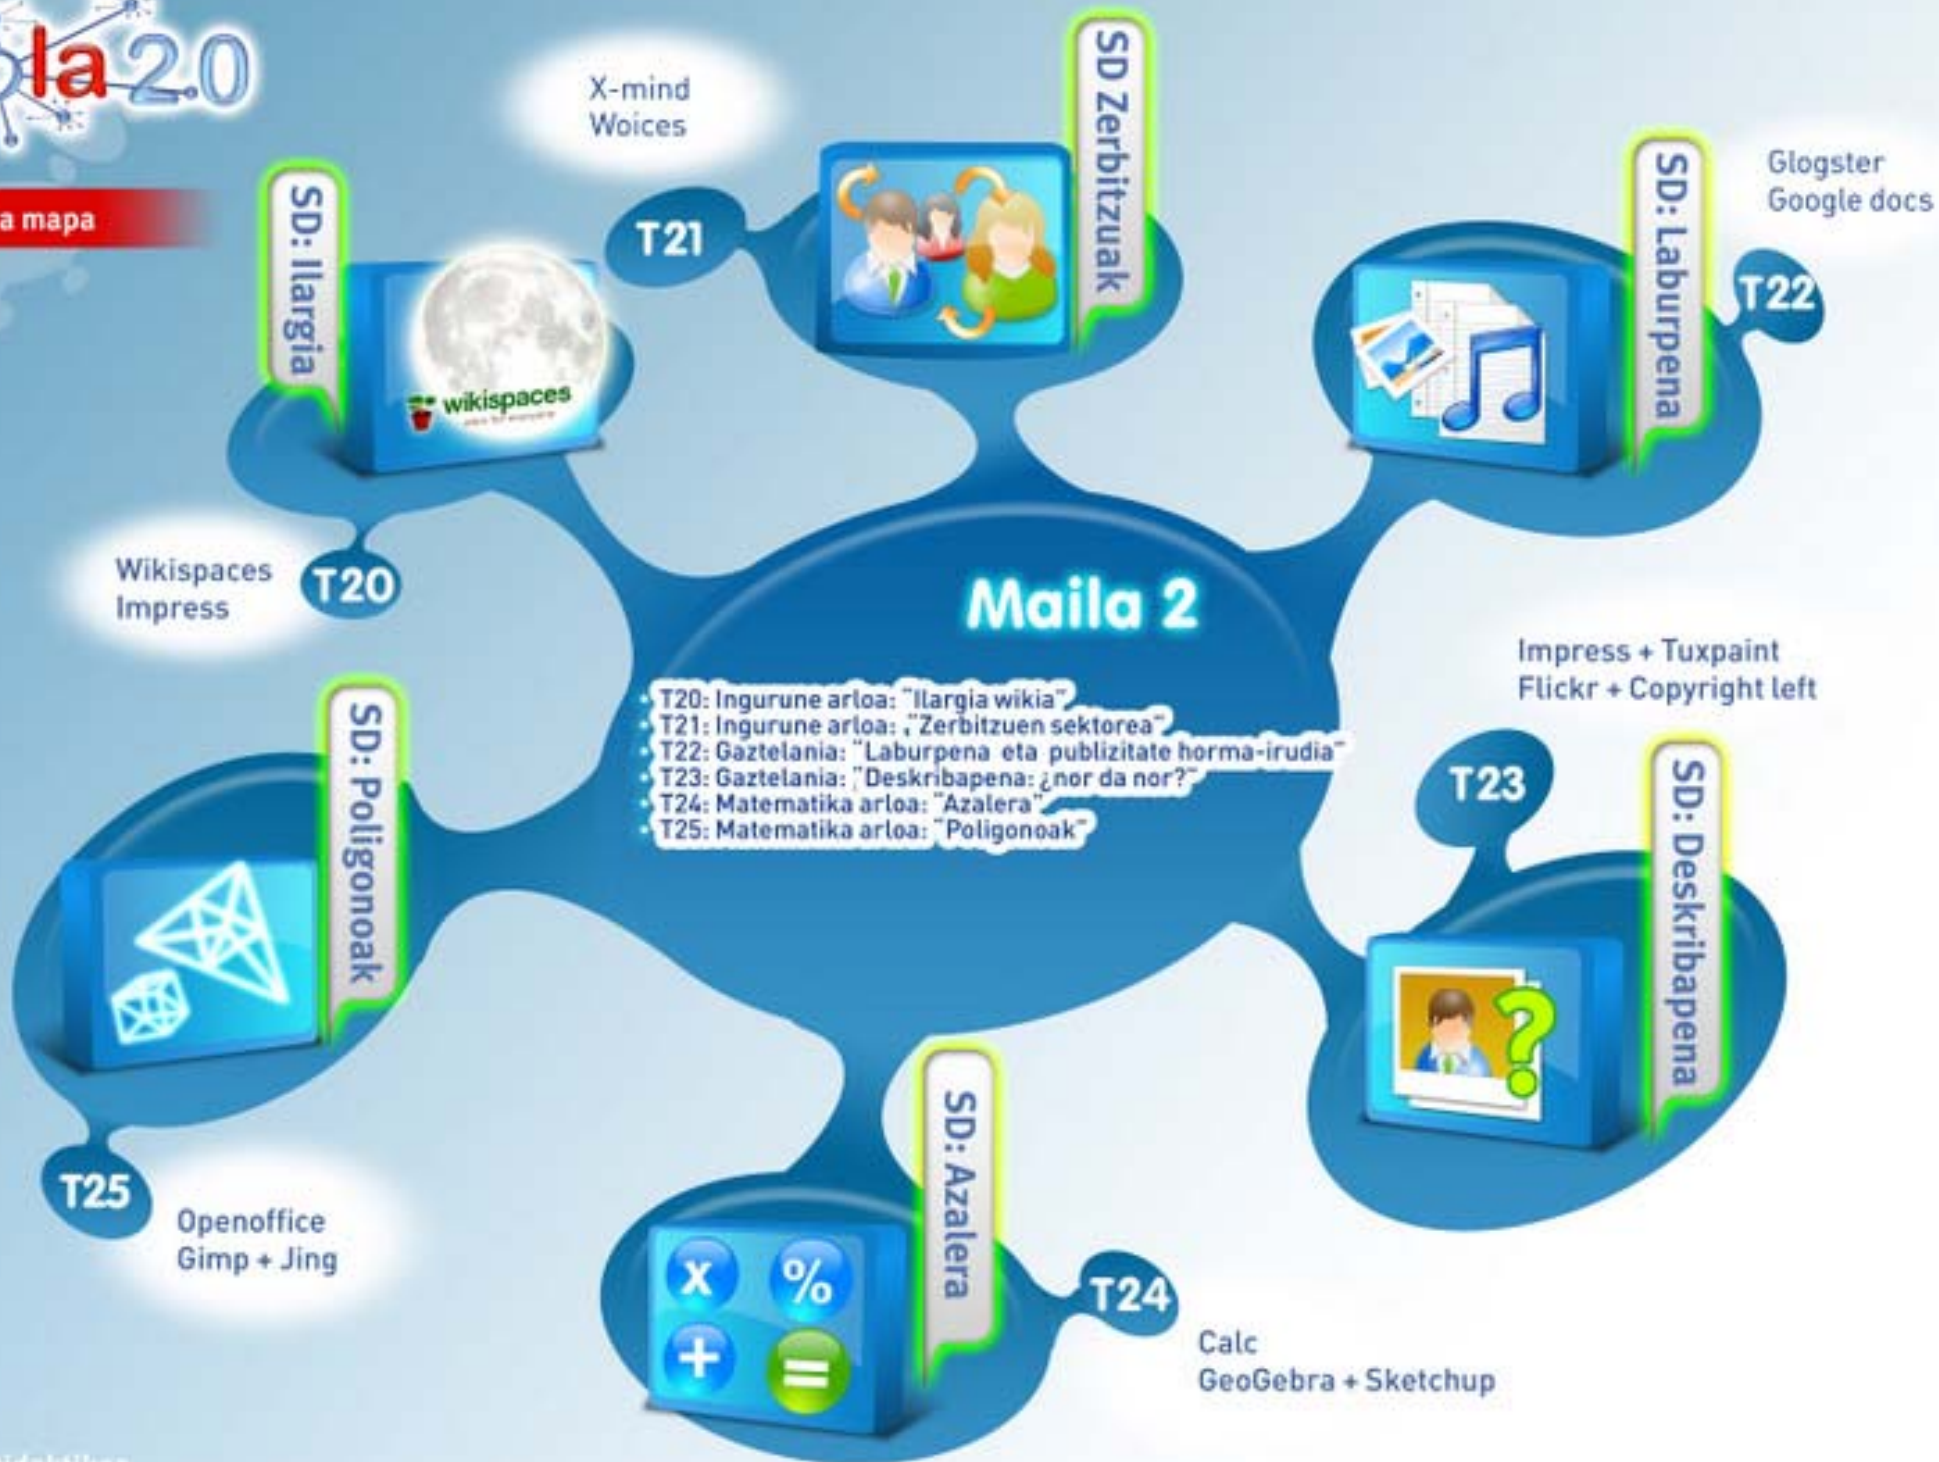 la 2.0
a mapa
X-mind
Woices
T21
SD Zerbitzuak
SD: Ilargia
wikispaces
Wikispaces
Impress
T20
SD: Laburpena
Glogster
Google docs
T22
Maila 2
T20: Ingurune arloa: "Ilargia wikia"
T21: Ingurune arloa: ,"Zerbitzuen sektorea"
T22: Gaztelania: "Laburpena eta publizitate horma-irudia"
T23: Gaztelania: ,"Deskribapena: ¿nor da nor?"
T24: Matematika arloa: "Azalera"
T25: Matematika arloa: "Poligonoak"
Impress + Tuxpaint
Flickr + Copyright left
T23
SD: Deskribapena
SD: Poligonoak
T25
Openoffice
Gimp + Jing
SD: Azalera
x %
+ =
T24
Calc
GeoGebra + Sketchup